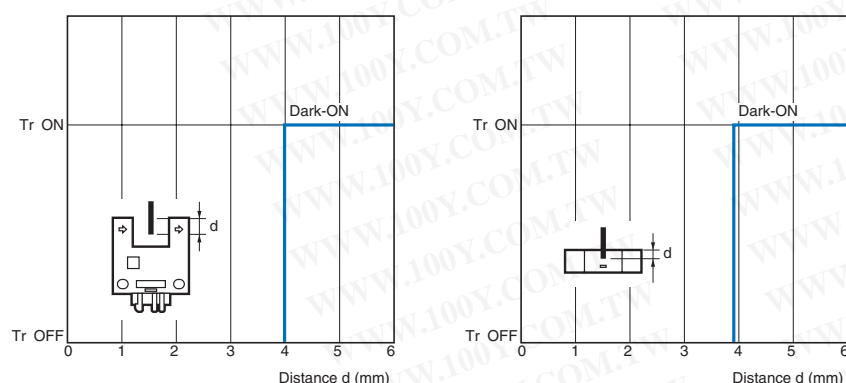 Dark-ON
Tr ON
d
Tr OFF
0 1 2 3 4 5 6
Distance d (mm)
Dark-ON
Tr ON
d
Tr OFF
0 1 2 3 4 5 6
Distance d (mm)
WWW.100Y.COM.TW